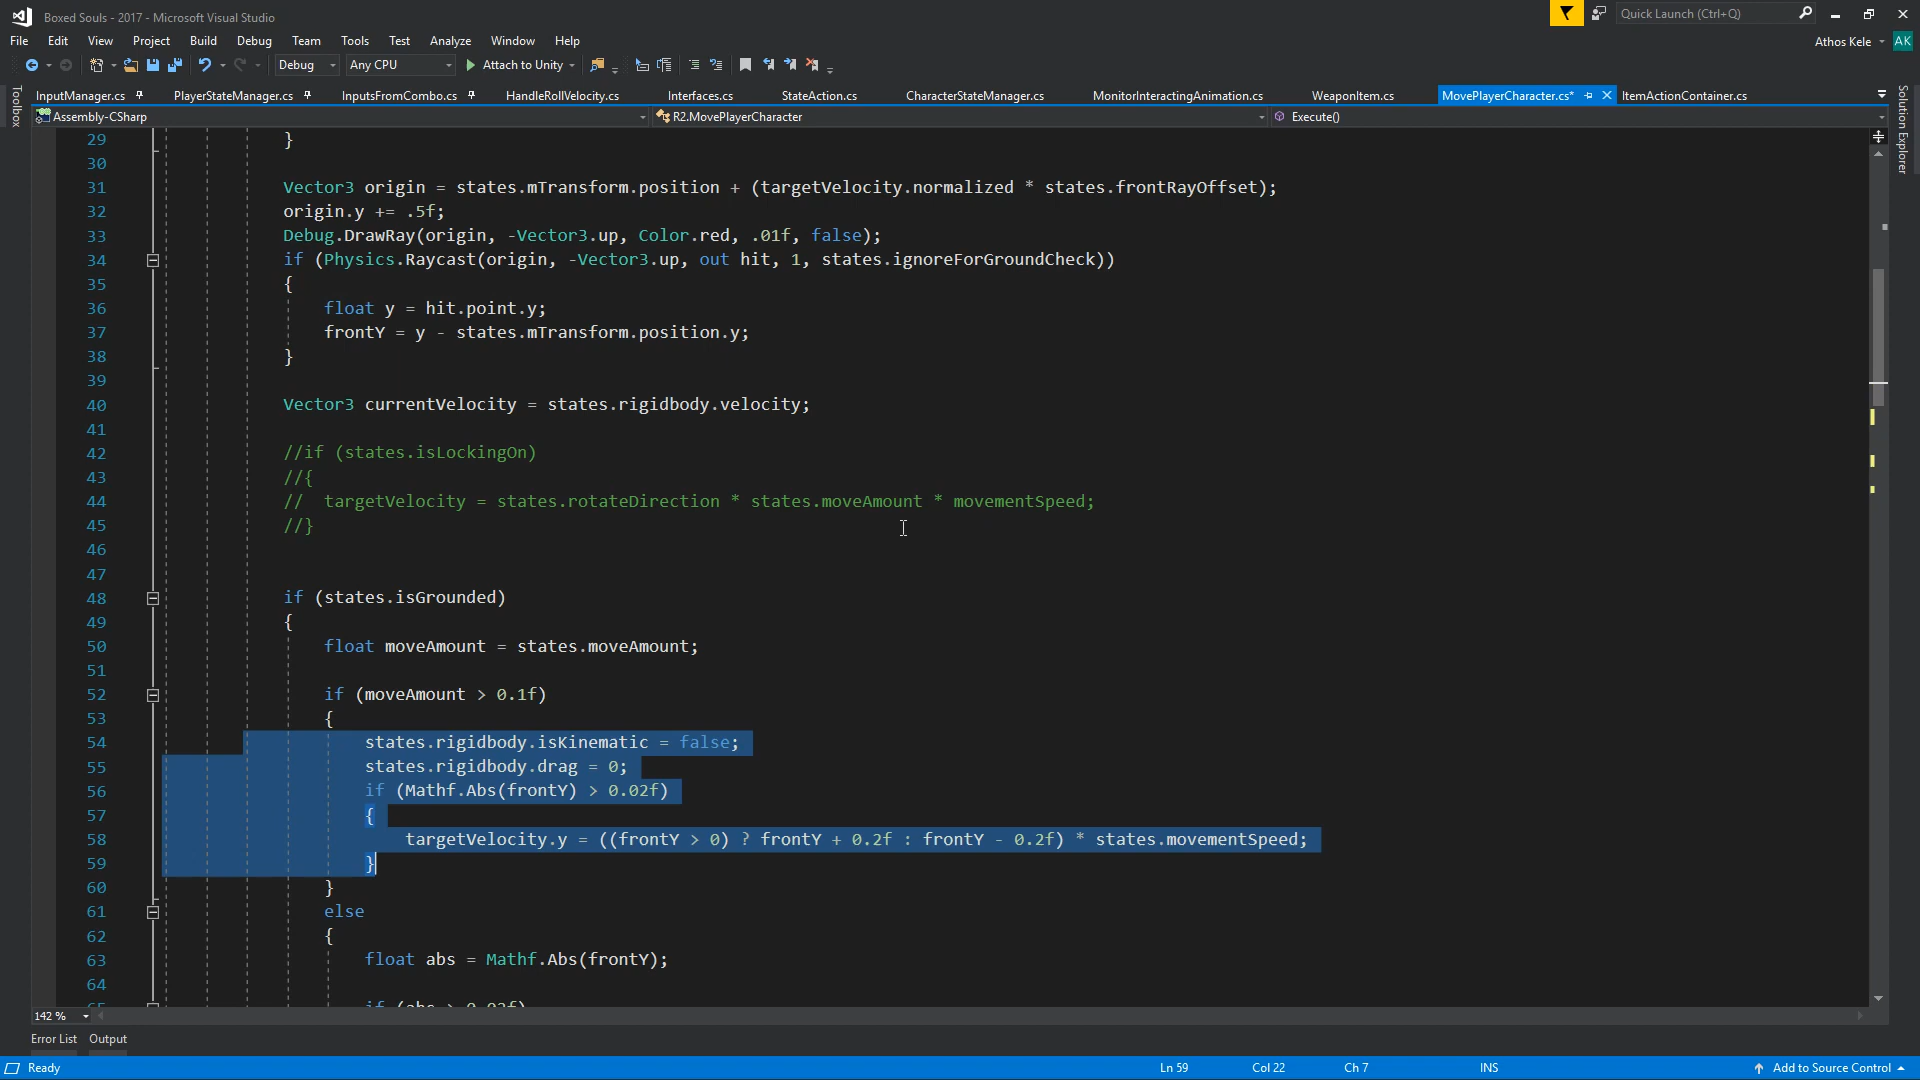 Boxed Souls - 2017 - Microsoft Visual Studio
Quick Launch (Ctrl+Q)
File Edit View Project Build Debug Team Tools Test Analyze Window Help
Athos Kele AK
Debug Any CPU Attach to Unity
Toolbox
InputManager.cs PlayerStateManager.cs InputsFromCombo.cs HandleRollVelocity.cs Interfaces.cs StateAction.cs CharacterStateManager.cs MonitorInteractingAnimation.cs WeaponItem.cs MovePlayerCharacter.cs* ItemActionContainer.cs
Solution Explorer
Assembly-CSharp R2.MovePlayerCharacter Execute()
29 }
30
31 Vector3 origin = states.mTransform.position + (targetVelocity.normalized * states.frontRayOffset);
32 origin.y += .5f;
33 Debug.DrawRay(origin, -Vector3.up, Color.red, .01f, false);
34 if (Physics.Raycast(origin, -Vector3.up, out hit, 1, states.ignoreForGroundCheck))
35 {
36 float y = hit.point.y;
37 frontY = y - states.mTransform.position.y;
38 }
39
40 Vector3 currentVelocity = states.rigidbody.velocity;
41
42 //if (states.isLockingOn)
43 //{
44 // targetVelocity = states.rotateDirection * states.moveAmount * movementSpeed;
45 //}
46
47
48 if (states.isGrounded)
49 {
50 float moveAmount = states.moveAmount;
51
52 if (moveAmount > 0.1f)
53 {
54 states.rigidbody.isKinematic = false;
55 states.rigidbody.drag = 0;
56 if (Mathf.Abs(frontY) > 0.02f)
57 {
58 targetVelocity.y = ((frontY > 0) ? frontY + 0.2f : frontY - 0.2f) * states.movementSpeed;
59 }
60 }
61 else
62 {
63 float abs = Mathf.Abs(frontY);
64
65 if (abs > 0.02f)
142 %
Error List Output
Ready Ln 59 Col 22 Ch 7 INS Add to Source Control